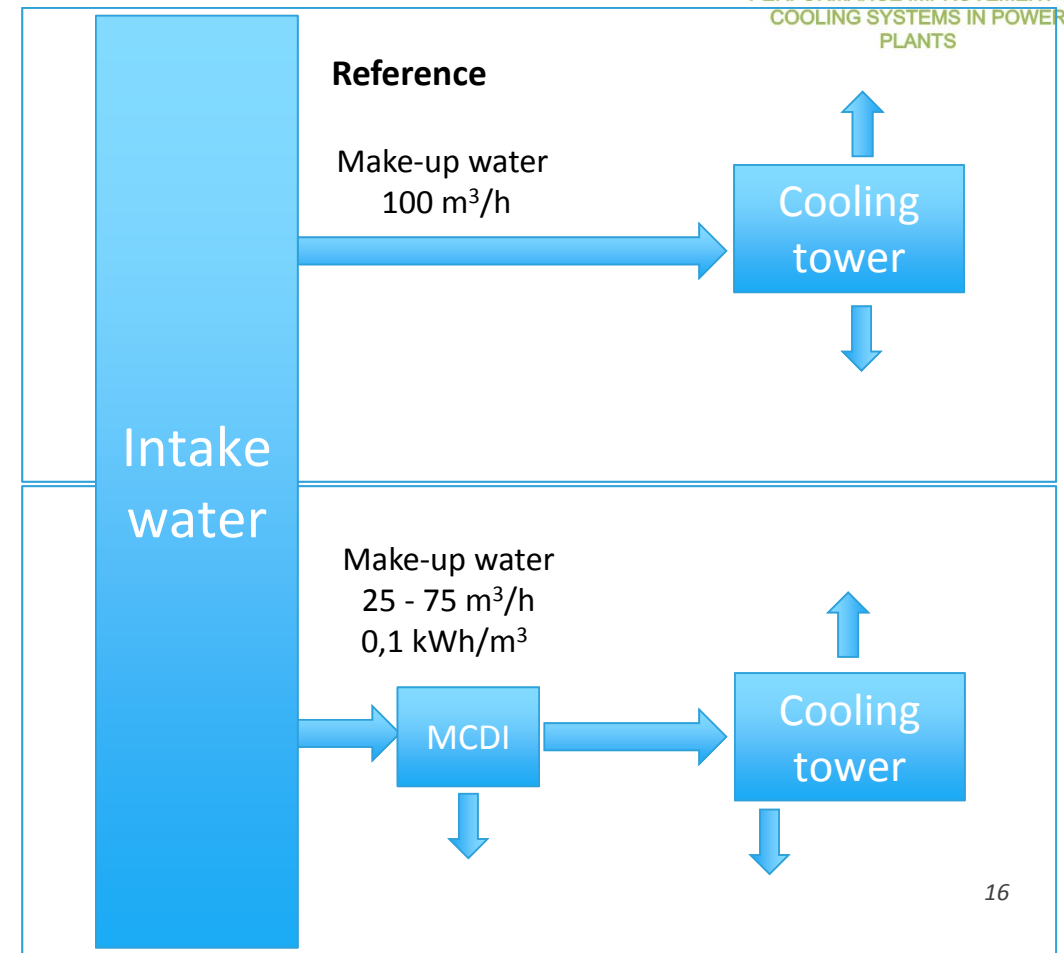 COOLING SYSTEMS IN POWER
PLANTS
Reference
Make-up water
100 m³/h
Cooling
tower
Intake
water
Make-up water
25 - 75 m³/h
0,1 kWh/m³
MCDI
Cooling
tower
16